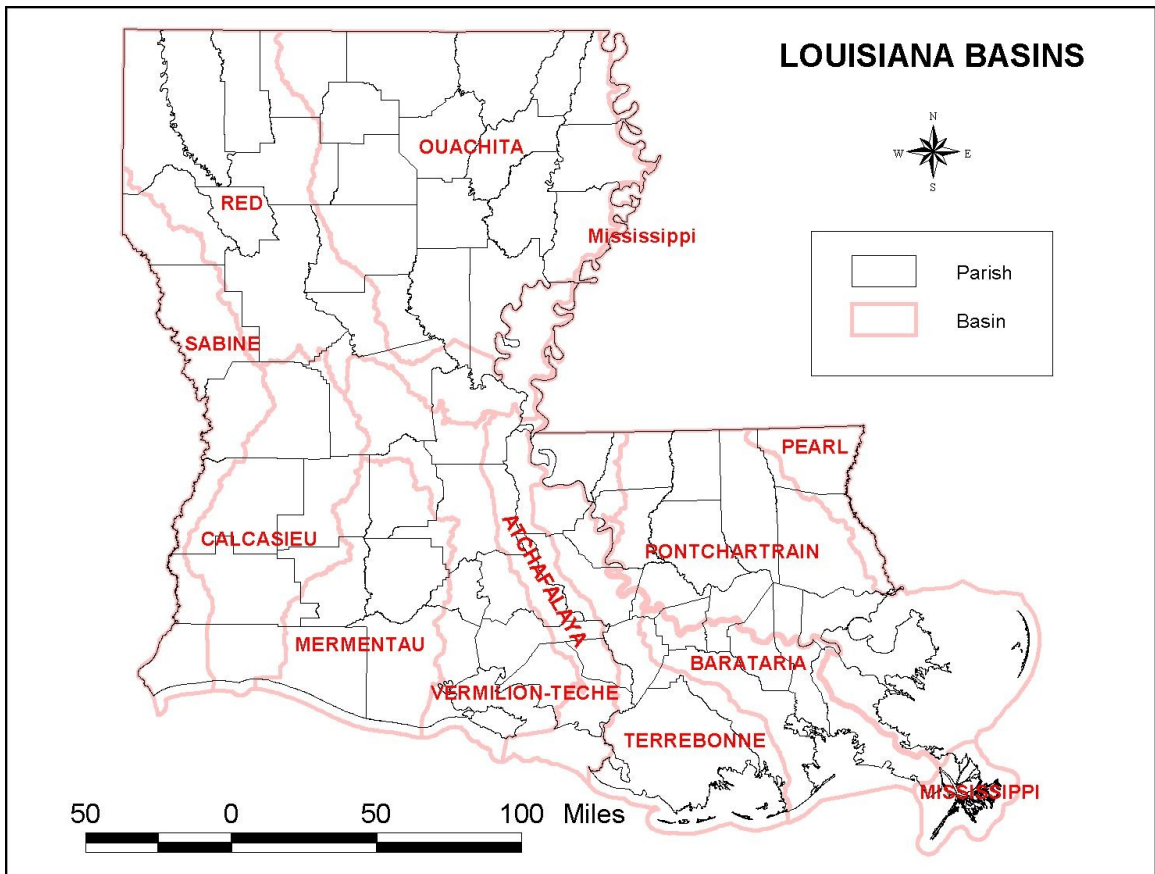 LOUISIANA BASINS
N
W E
S
OUACHITA
RED
Mississippi
Parish
Basin
SABINE
PEARL
CALCASIEU
ATCHAFALAYA
PONTCHARTRAIN
MERMENTAU
BARATARIA
VERMILION-TECHE
TERREBONNE
MISSISSIPPI
50 0 50 100 Miles